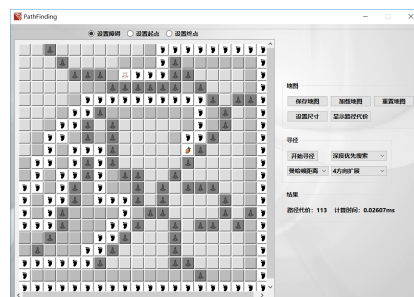 PathFinding
设置障碍 设置起点 设置终点
地图
保存地图 加载地图 重置地图
设置尺寸 显示路径代价
寻径
开始寻径 深度优先搜索
曼哈顿距离 4方向扩展
结果
路径代价：113 计算时间：0.02607ms